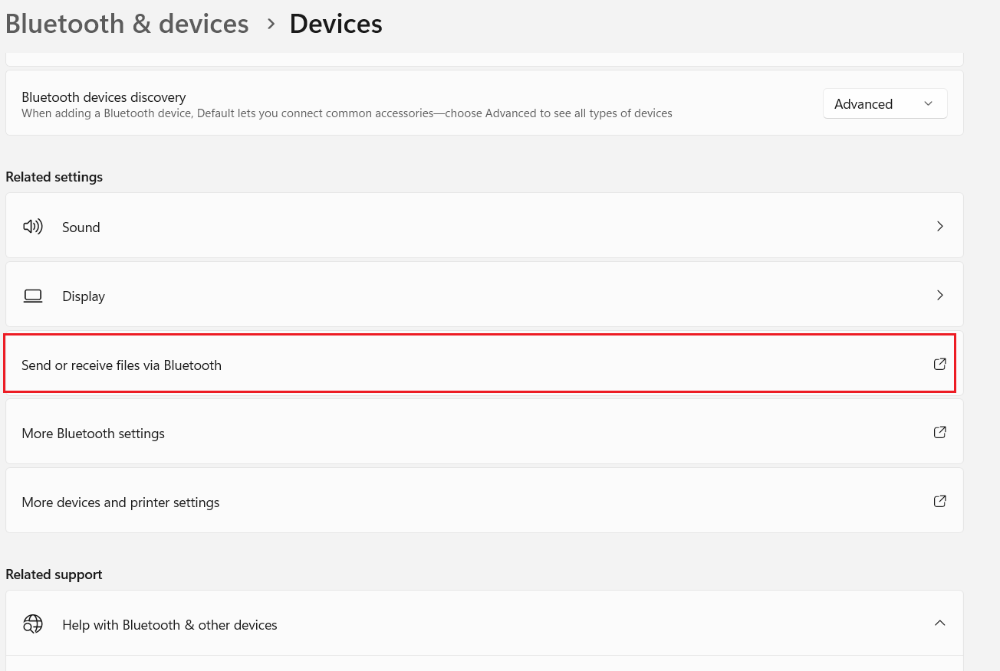 Bluetooth & devices > Devices
Bluetooth devices discovery
When adding a Bluetooth device, Default lets you connect common accessories—choose Advanced to see all types of devices
Advanced
Related settings
Sound
Display
Send or receive files via Bluetooth
More Bluetooth settings
More devices and printer settings
Related support
Help with Bluetooth & other devices